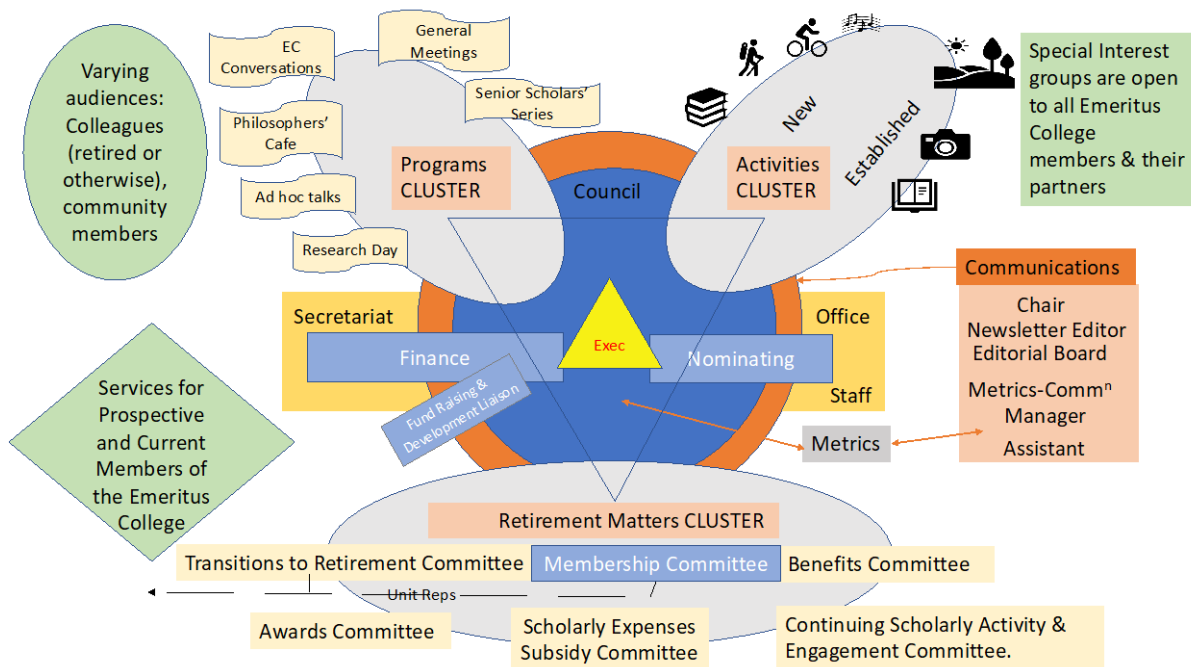 Varying
audiences:
Colleagues
(retired or
otherwise),
community
members
EC
Conversations
General
Meetings
Senior Scholars’
Series
Philosophers’
Cafe
Ad hoc talks
Research Day
Programs
CLUSTER
Council
Activities
CLUSTER
New
Established
Special Interest
groups are open
to all Emeritus
College
members & their
partners
Communications
Chair
Newsletter Editor
Editorial Board
Metrics-Commⁿ
Manager
Assistant
Secretariat
Finance
Exec
Nominating
Office
Staff
Fund Raising &
Development Liaison
Metrics
Services for
Prospective
and Current
Members of
the Emeritus
College
Retirement Matters CLUSTER
Transitions to Retirement Committee
Membership Committee
Benefits Committee
Unit Reps
Awards Committee
Scholarly Expenses
Subsidy Committee
Continuing Scholarly Activity &
Engagement Committee.